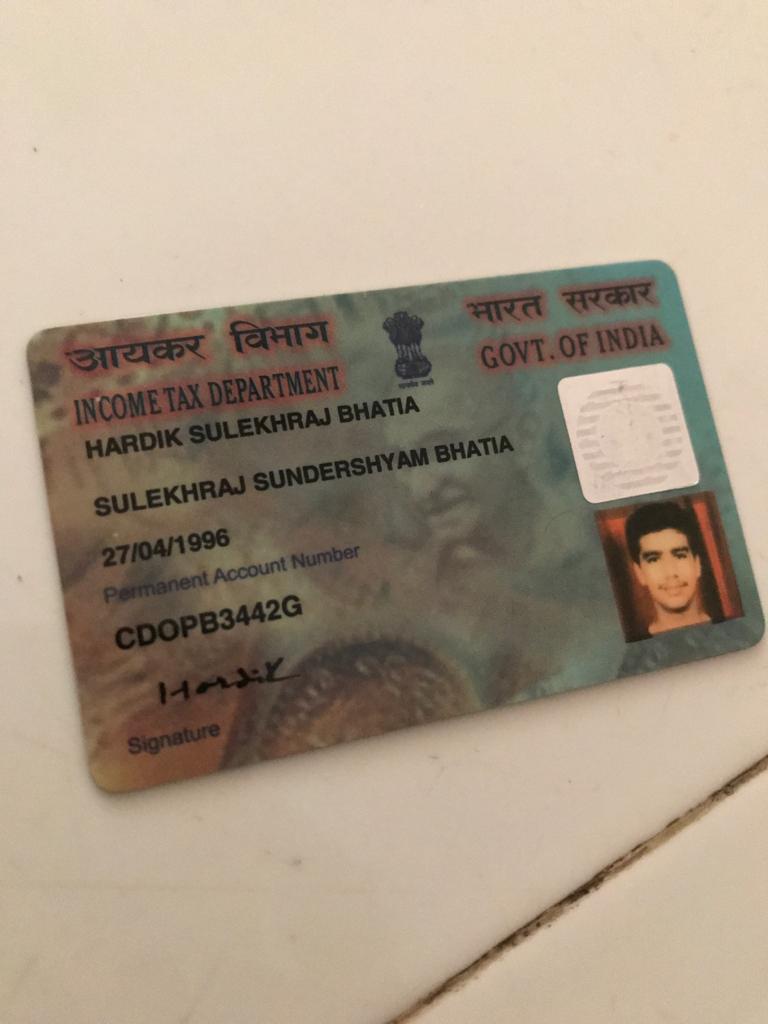 आयकर विभाग
INCOME TAX DEPARTMENT
भारत सरकार
GOVT. OF INDIA
HARDIK SULEKHRAJ BHATIA
SULEKHRAJ SUNDERSHYAM BHATIA
27/04/1996
Permanent Account Number
CDOPB3442G
Hardik
Signature